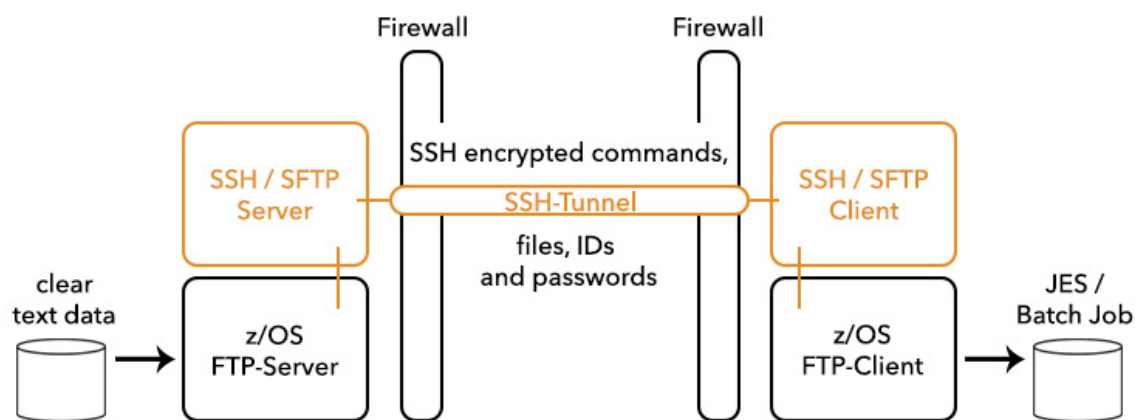 Firewall
Firewall
SSH / SFTP
Server
SSH encrypted commands,
SSH-Tunnel
files, IDs
and passwords
SSH / SFTP
Client
clear
text data
z/OS
FTP-Server
z/OS
FTP-Client
JES /
Batch Job